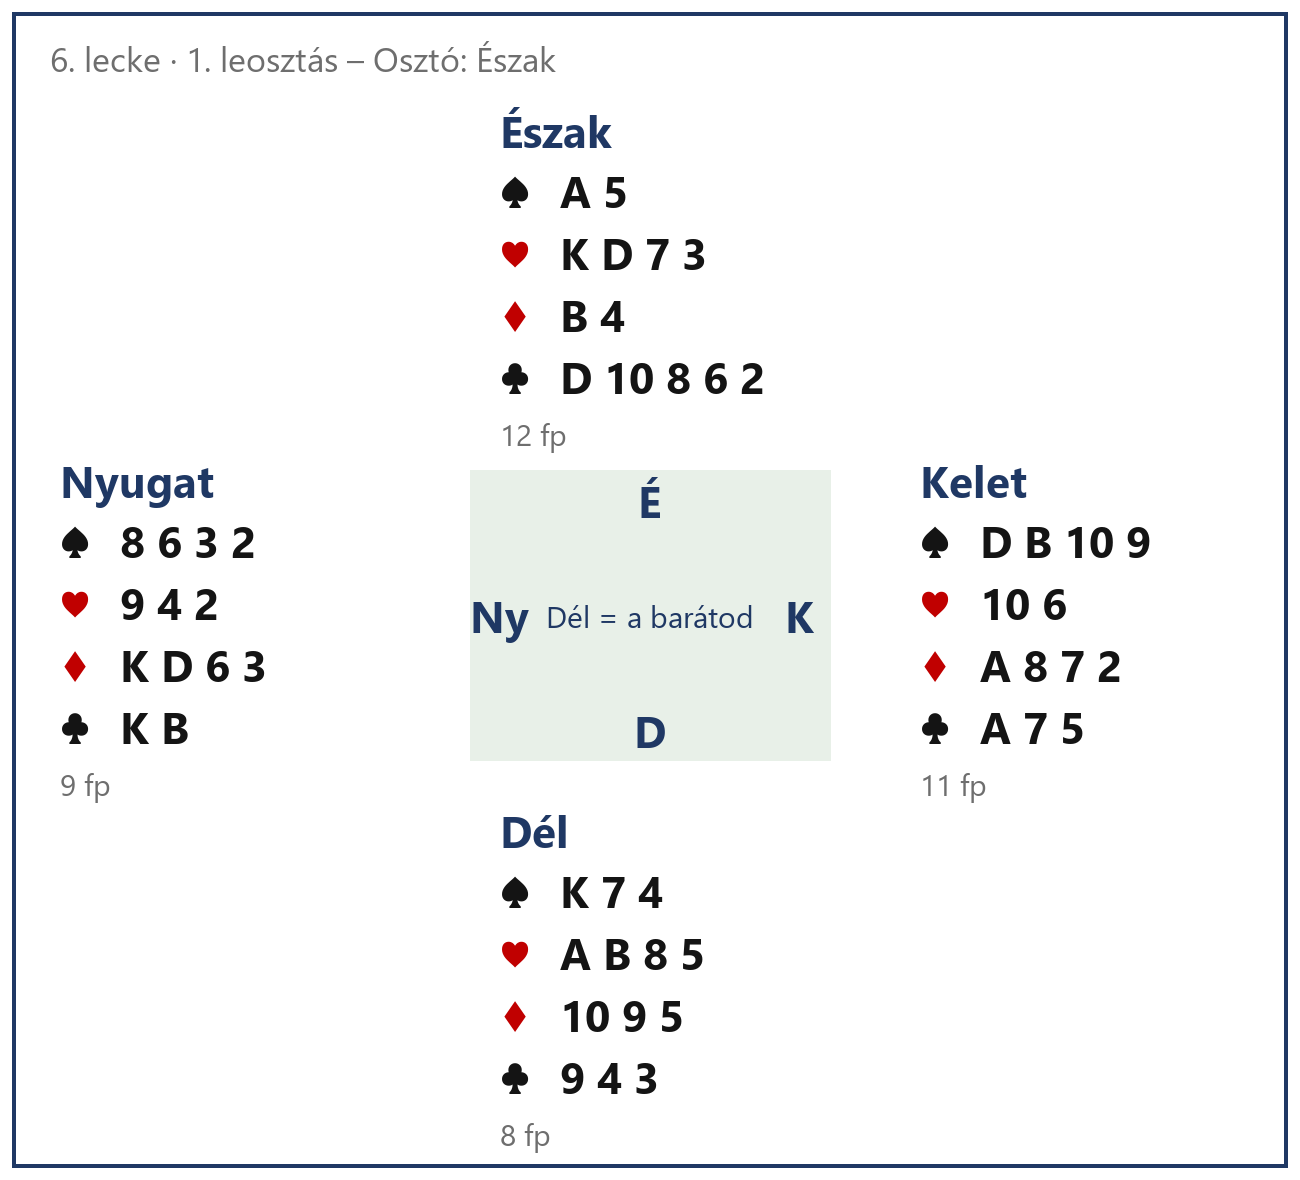 6. lecke · 1. leosztás – Osztó: Észak
Észak
♠ A 5
♥ K D 7 3
♦ B 4
♣ D 10 8 6 2
12 fp
Nyugat
♠ 8 6 3 2
♥ 9 4 2
♦ K D 6 3
♣ K B
9 fp
É
Ny Dél = a barátod K
D
Kelet
♠ D B 10 9
♥ 10 6
♦ A 8 7 2
♣ A 7 5
11 fp
Dél
♠ K 7 4
♥ A B 8 5
♦ 10 9 5
♣ 9 4 3
8 fp